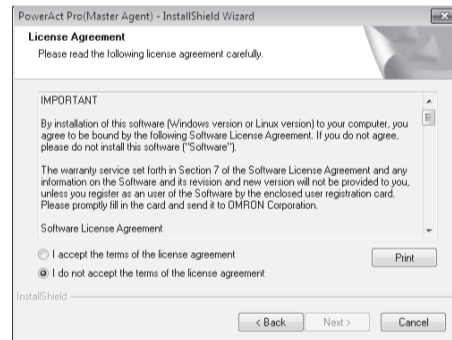 PowerAct Pro(Master Agent) - InstallShield Wizard
License Agreement
Please read the following license agreement carefully.
IMPORTANT
By installation of this software (Windows version or Linux version) to your computer, you
agree to be bound by the following Software License Agreement. If you do not agree,
please do not install this software ("Software").
The warranty service set forth in Section 7 of the Software License Agreement and any
information on the Software and its revision and new version will not be provided to you,
unless you register as an user of the Software by the enclosed user registration card.
Please promptly fill in the card and send it to OMRON Corporation.
Software License Agreement
I accept the terms of the license agreement
Print
I do not accept the terms of the license agreement
InstallShield
< Back
Next >
Cancel